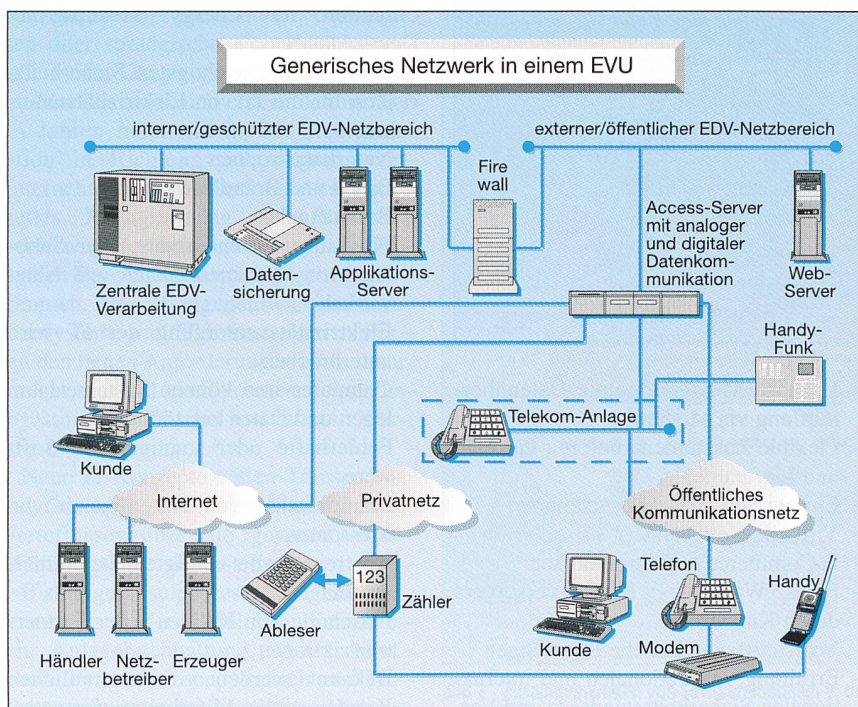 Generisches Netzwerk in einem EVU
interner/geschützter EDV-Netzbereich
externer/öffentlicher EDV-Netzbereich
Fire
wall
Access-Server
mit analoger
und digitaler
Datenkom-
munikation
Zentrale EDV-
Verarbeitung
Daten-
sicherung
Applikations-
Server
Web-
Server
Handy-
Funk
Telekom-Anlage
Kunde
Internet
Privatnetz
Öffentliches
Kommunikationsnetz
Händler
Netz-
betreiber
Erzeuger
Ableser
123
Zähler
Kunde
Telefon
Modem
Handy